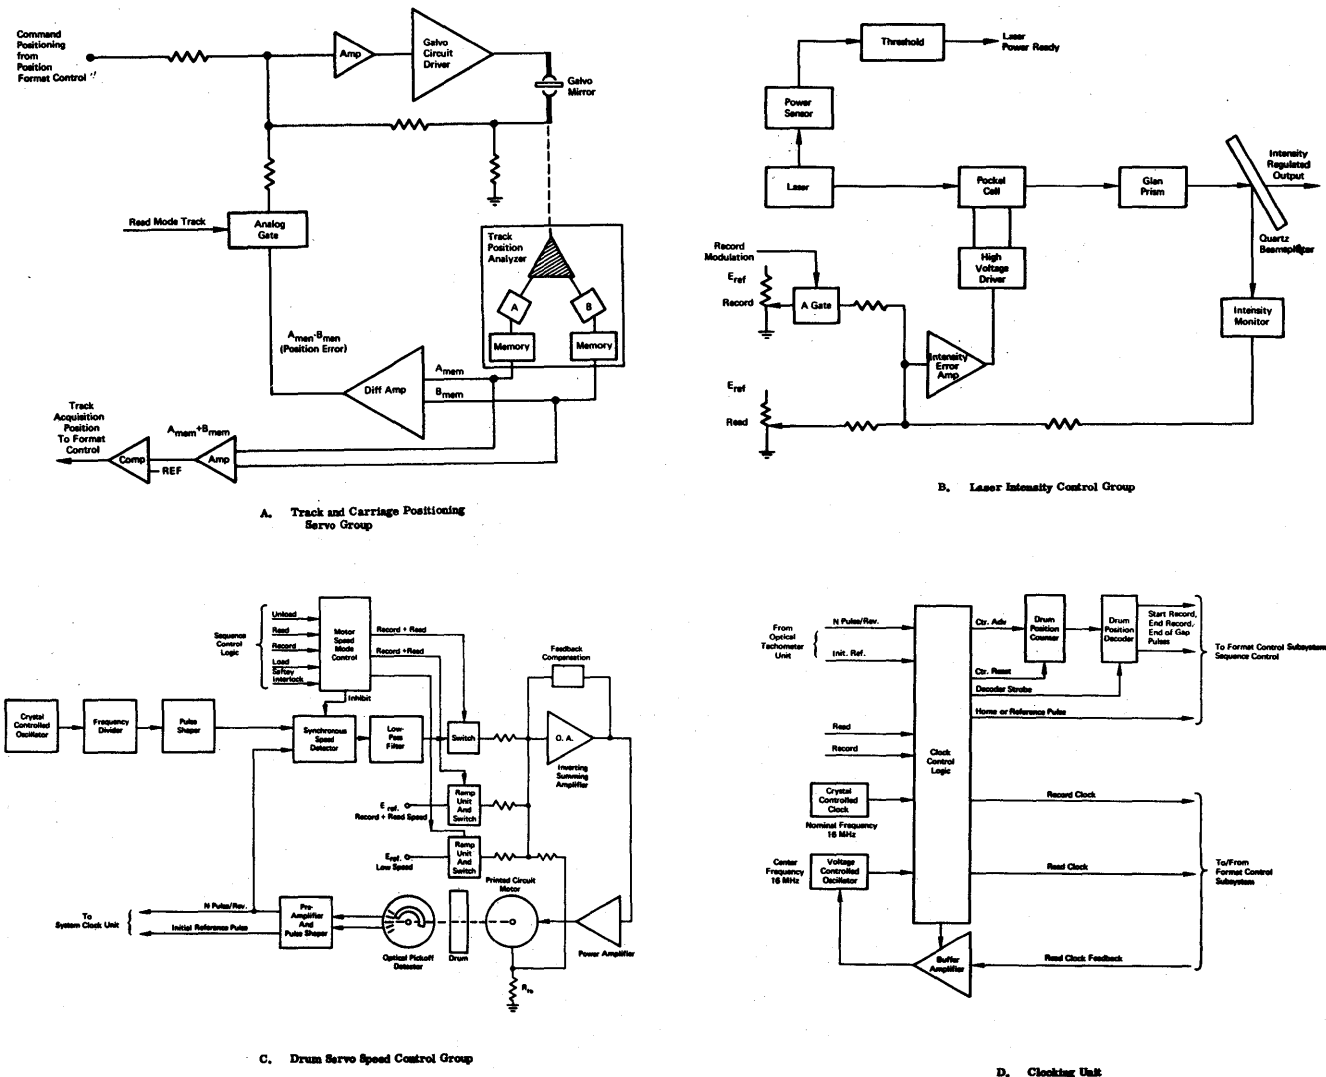 Command
Positioning
from
Position
Format Control
Amp
Galvo
Circuit
Driver
Galvo
Mirror
Read Mode Track
Analog
Gate
Track
Position
Analyzer
A
B
Memory
Memory
Amen-Bmen
(Position Error)
Diff Amp
Amem
Bmem
Track
Acquisition
Position
To Format
Control
Amem+Bmem
Comp
REF
Amp
A. Track and Carriage Positioning
Servo Group
Threshold
Laser
Power Ready
Power
Sensor
Laser
Pockel
Cell
Glan
Prism
Intensity
Regulated
Output
Quartz
Beamsplitter
Record
Modulation
Eref
Record
A Gate
High
Voltage
Driver
Intensity
Monitor
Intensity
Error
Amp
Eref
Read
B. Laser Intensity Control Group
Sequence
Control
Logic
Unload
Read
Record
Load
Saftey
Interlock
Motor
Speed
Mode
Control
Record + Read
Record +Read
Inhibit
Feedback
Compensation
Crystal
Controlled
Oscillator
Frequency
Divider
Pulse
Shaper
Synchronous
Speed
Detector
Low-
Pass
Filter
Switch
O. A.
Inverting
Summing
Amplifier
E ref.
Record + Read Speed
Ramp
Unit
And
Switch
Eref.
Low Speed
Ramp
Unit
And
Switch
Printed Circuit
Motor
To
System Clock Unit
N Pulse/Rev.
Initial Reference Pulse
Pre-
Amplifier
And
Pulse Shaper
Optical Pickoff
Detector
Drum
Power Amplifier
C. Drum Servo Speed Control Group
From
Optical
Tachometer
Unit
N Pulse/Rev.
Init. Ref.
Ctr. Adv
Drum
Position
Counter
Drum
Position
Decoder
Start Record,
End Record,
End of Gap
Pulses
To Format Control Subsystem
Sequence Control
Ctr. Reset
Decoder Strobe
Home or Reference Pulse
Read
Record
Clock
Control
Logic
Crystal
Controlled
Clock
Nominal Frequency
16 MHz
Record Clock
Center
Frequency
16 MHz
Voltage
Controlled
Oscillator
Read Clock
To/From
Format Control
Subsystem
Buffer
Amplifier
Read Clock Feedback
D. Clocking Unit